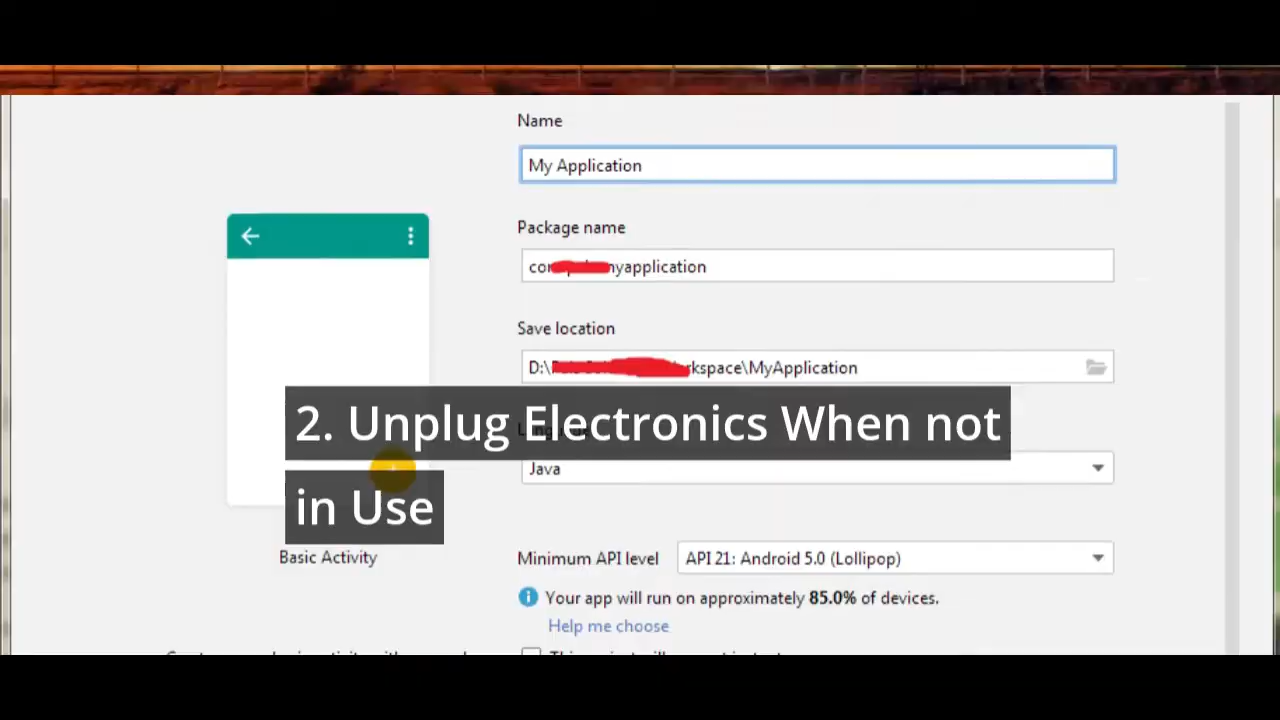 Name
My Application
Package name
nyapplication
Save location
D:\ rkspace\MyApplication
2. Unplug Electronics When not
in Use
Java
Basic Activity
Minimum API level
API 21: Android 5.0 (Lollipop)
Your app will run on approximately 85.0% of devices.
Help me choose